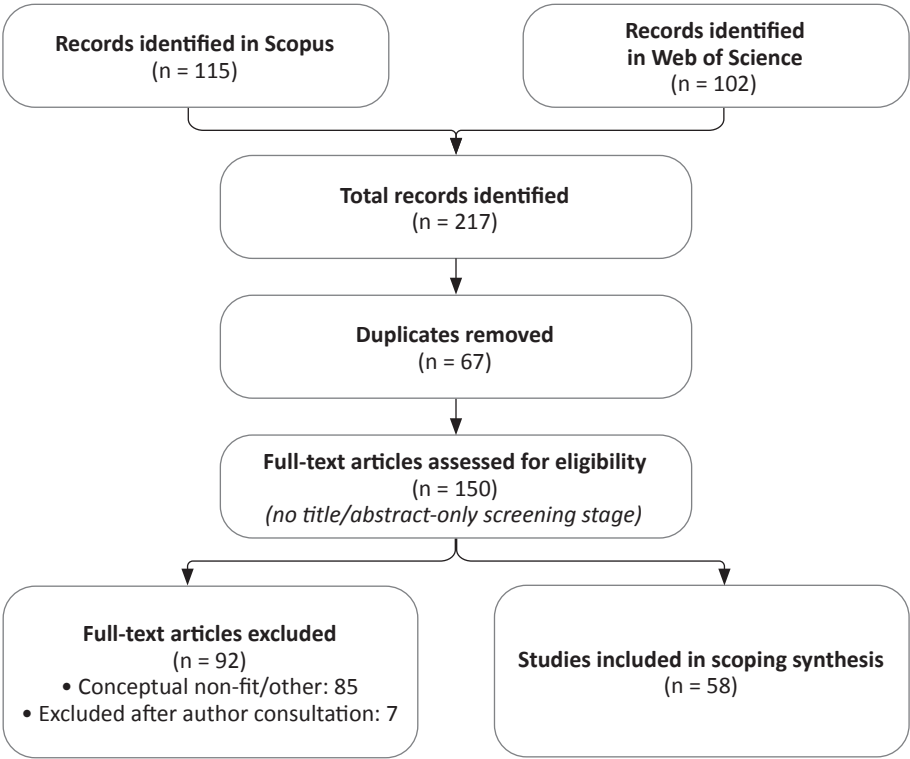 Records identified in Scopus
(n = 115)
Records identified
in Web of Science
(n = 102)
Total records identified
(n = 217)
Duplicates removed
(n = 67)
Full-text articles assessed for eligibility
(n = 150)
(no title/abstract-only screening stage)
Full-text articles excluded
(n = 92)
• Conceptual non-fit/other: 85
• Excluded after author consultation: 7
Studies included in scoping synthesis
(n = 58)